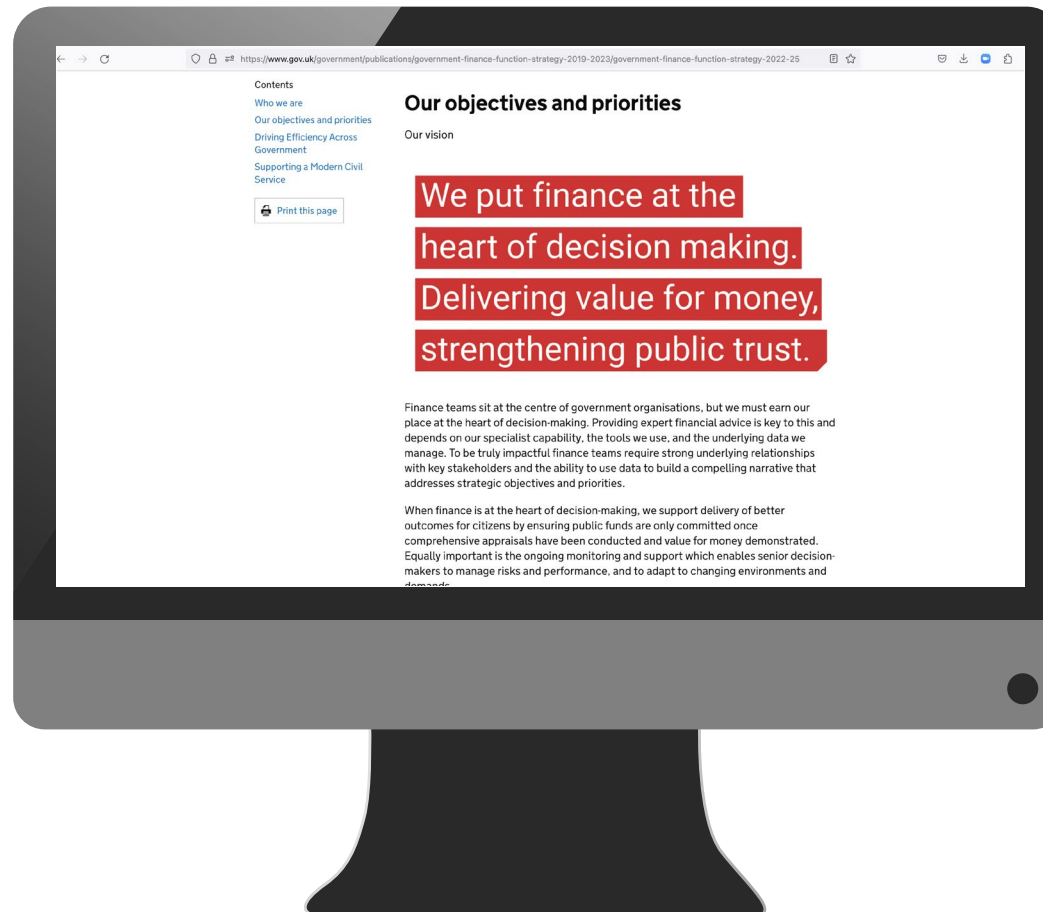 https://www.gov.uk/government/publications/government-finance-function-strategy-2019-2023/government-finance-function-strategy-2022-25
Contents
Who we are
Our objectives and priorities
Driving Efficiency Across
Government
Supporting a Modern Civil
Service
Print this page
Our objectives and priorities
Our vision
We put finance at the
heart of decision making.
Delivering value for money,
strengthening public trust.
Finance teams sit at the centre of government organisations, but we must earn our
place at the heart of decision-making. Providing expert financial advice is key to this and
depends on our specialist capability, the tools we use, and the underlying data we
manage. To be truly impactful finance teams require strong underlying relationships
with key stakeholders and the ability to use data to build a compelling narrative that
addresses strategic objectives and priorities.
When finance is at the heart of decision-making, we support delivery of better
outcomes for citizens by ensuring public funds are only committed once
comprehensive appraisals have been conducted and value for money demonstrated.
Equally important is the ongoing monitoring and support which enables senior decision-
makers to manage risks and performance, and to adapt to changing environments and
demands